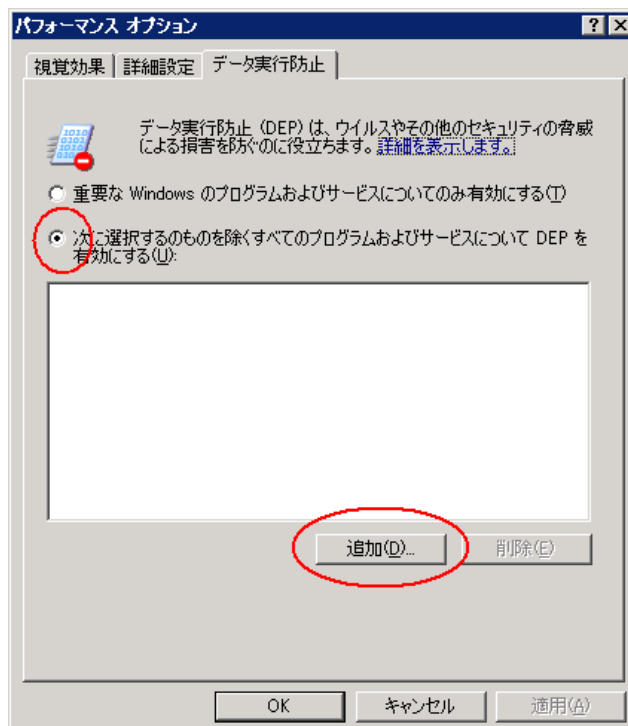 パフォーマンス オプション
視覚効果 詳細設定 データ実行防止
データ実行防止 (DEP) は、ウイルスやその他のセキュリティの脅威
による損害を防ぐのに役立ちます。詳細を表示します。
重要な Windows のプログラムおよびサービスについてのみ有効にする(T)
次に選択するのものを除くすべてのプログラムおよびサービスについて DEP を
有効にする(U):
追加(D)... 削除(E)
OK キャンセル 適用(A)